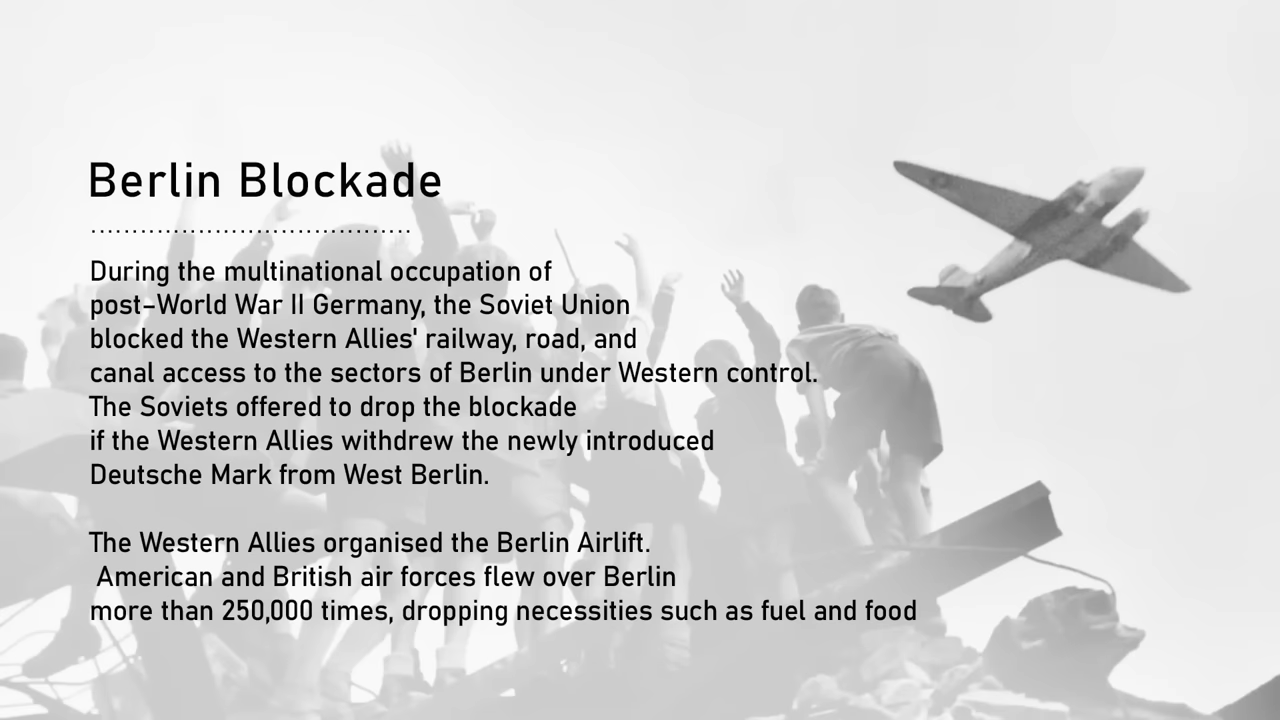 Berlin Blockade
During the multinational occupation of
post–World War II Germany, the Soviet Union
blocked the Western Allies' railway, road, and
canal access to the sectors of Berlin under Western control.
The Soviets offered to drop the blockade
if the Western Allies withdrew the newly introduced
Deutsche Mark from West Berlin.
The Western Allies organised the Berlin Airlift.
American and British air forces flew over Berlin
more than 250,000 times, dropping necessities such as fuel and food